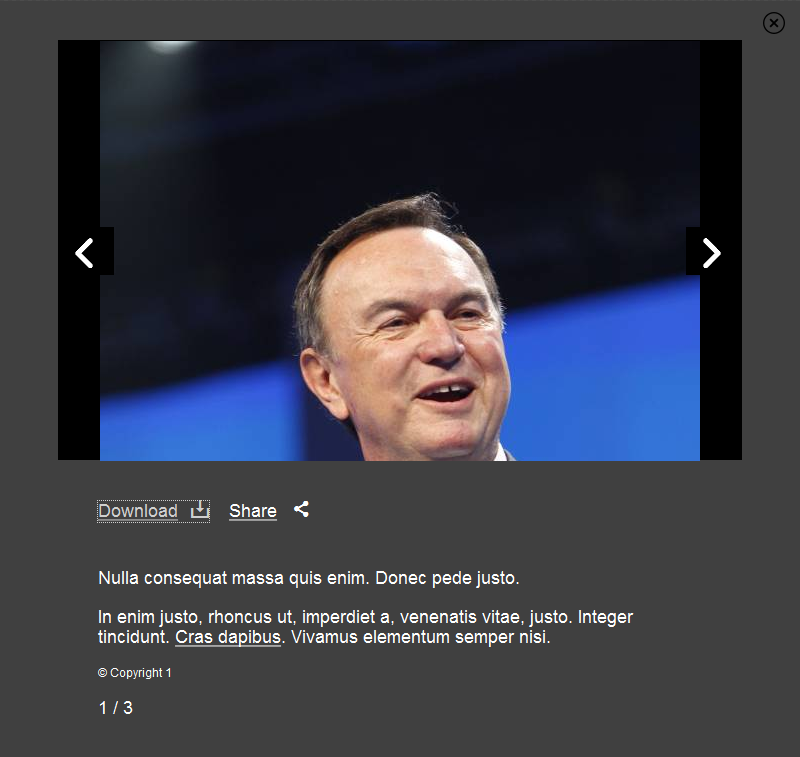 Download Share
Nulla consequat massa quis enim. Donec pede justo.
In enim justo, rhoncus ut, imperdiet a, venenatis vitae, justo. Integer
tincidunt. Cras dapibus. Vivamus elementum semper nisi.
© Copyright 1
1 / 3